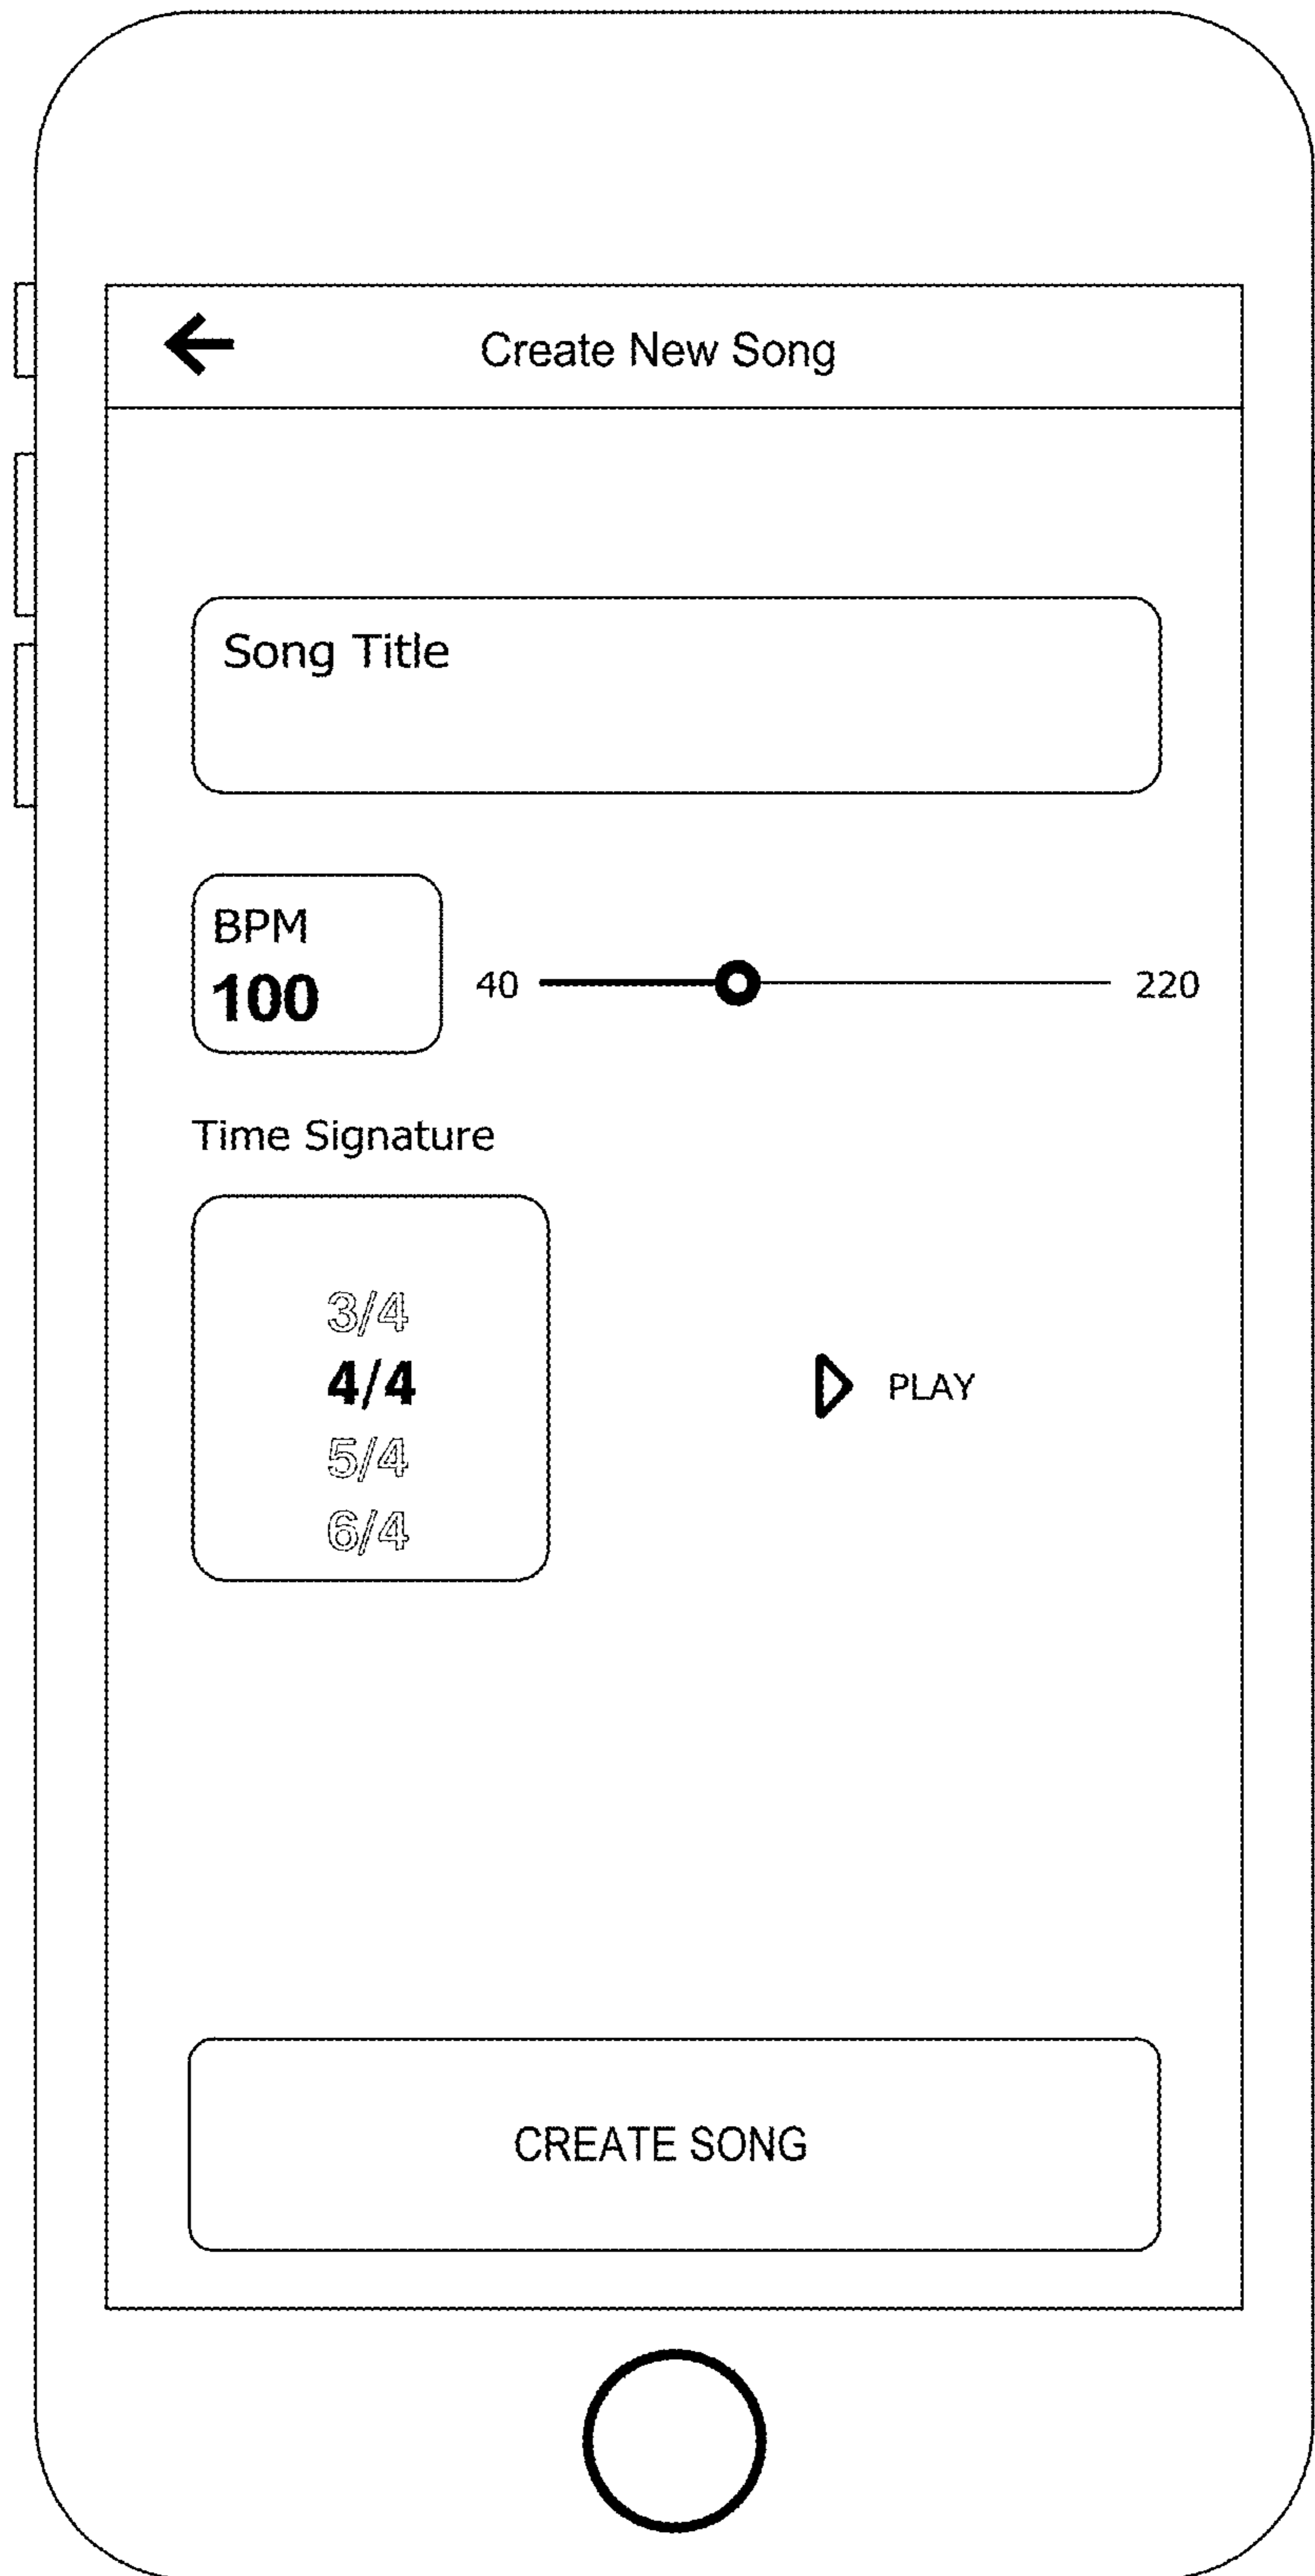 Create New Song
Song Title
BPM
100
40
220
Time Signature
3/4
4/4
5/4
6/4
PLAY
CREATE SONG